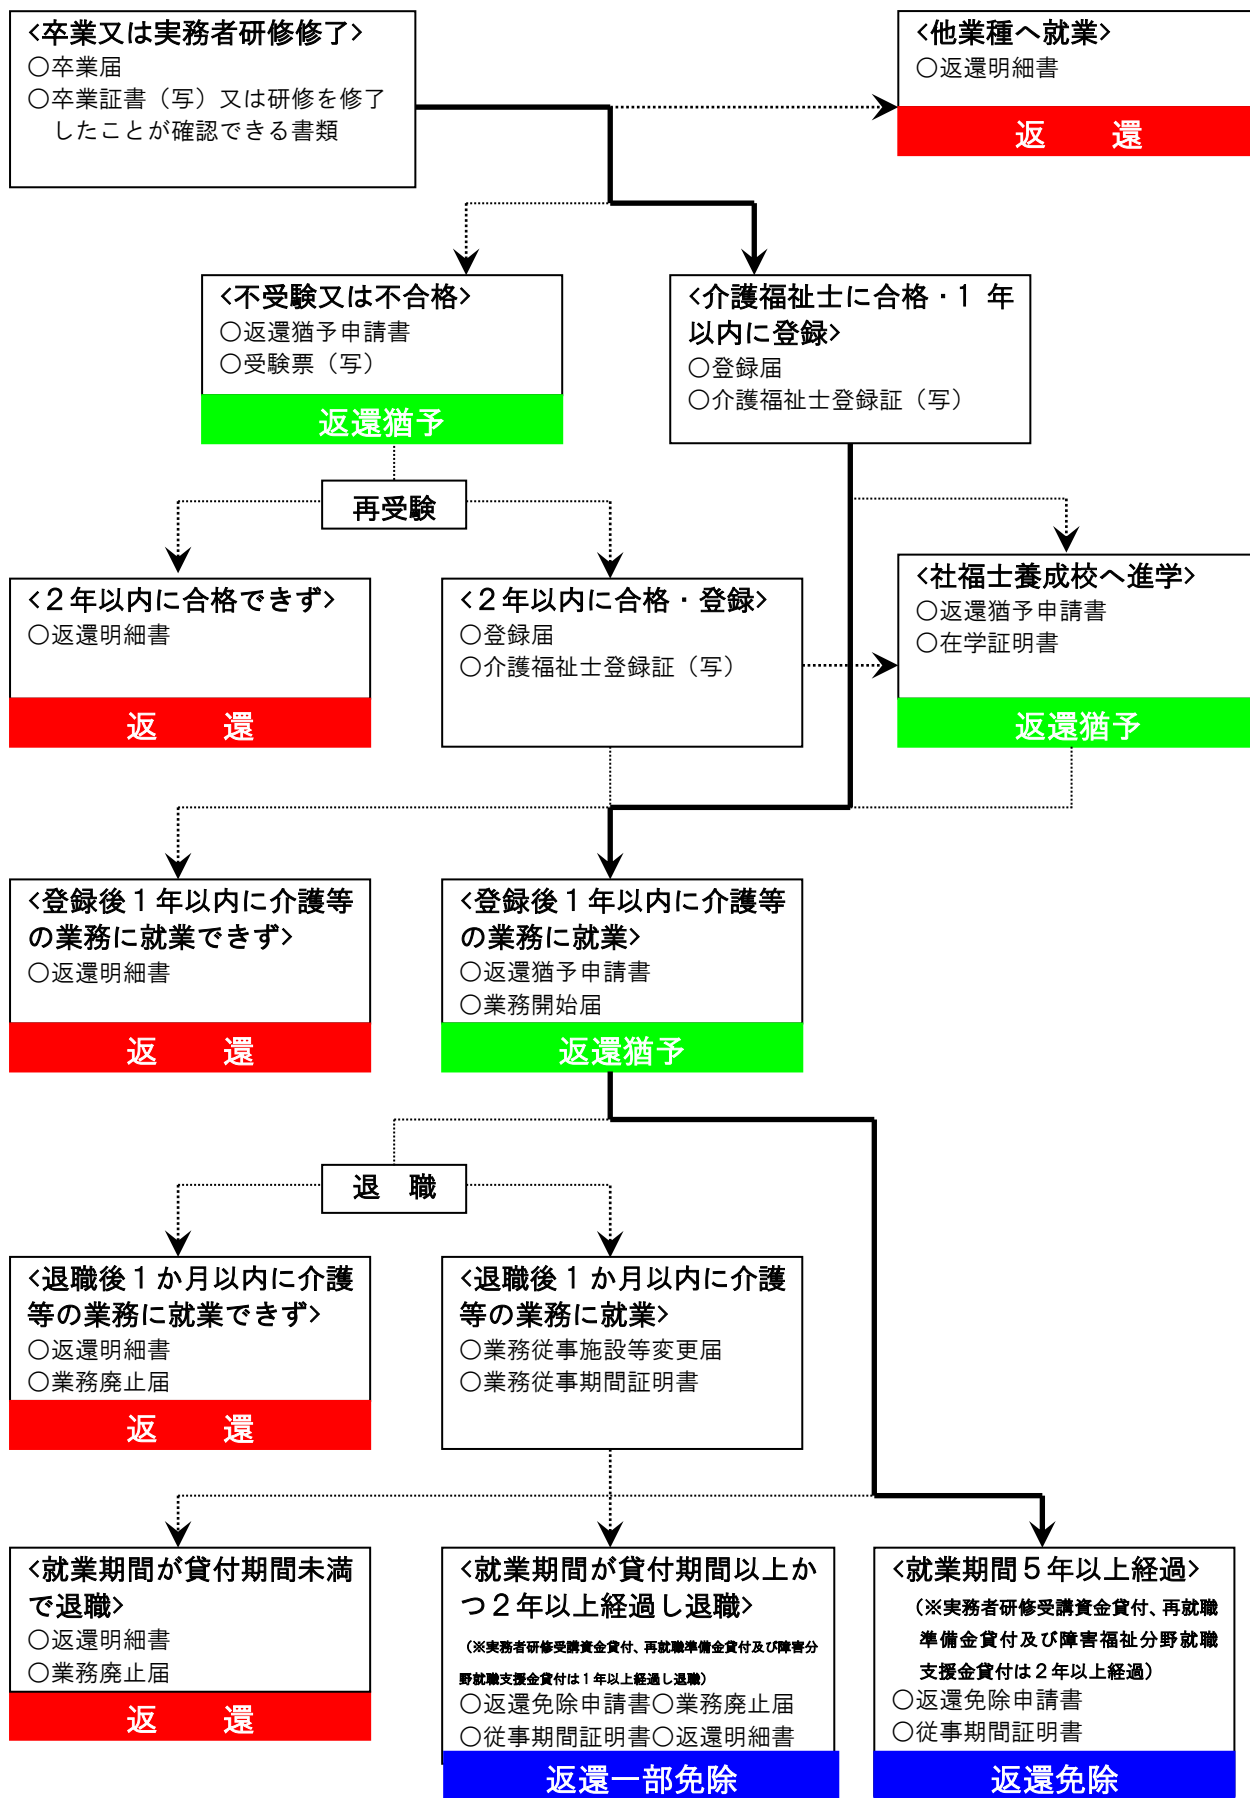 <卒業又は実務者研修修了>
○卒業届
○卒業証書（写）又は研修を修了
したことが確認できる書類
<他業種へ就業>
○返還明細書
返　　還
<不受験又は不合格>
○返還猶予申請書
○受験票（写）
返還猶予
<介護福祉士に合格・1 年
以内に登録>
○登録届
○介護福祉士登録証（写）
再受験
<２年以内に合格できず>
○返還明細書
返　　還
<２年以内に合格・登録>
○登録届
○介護福祉士登録証（写）
<社福士養成校へ進学>
○返還猶予申請書
○在学証明書
返還猶予
<登録後１年以内に介護等
の業務に就業できず>
○返還明細書
返　　還
<登録後１年以内に介護等
の業務に就業>
○返還猶予申請書
○業務開始届
返還猶予
退　職
<退職後１か月以内に介護
等の業務に就業できず>
○返還明細書
○業務廃止届
返　　還
<退職後１か月以内に介護
等の業務に就業>
○業務従事施設等変更届
○業務従事期間証明書
<就業期間が貸付期間未満
で退職>
○返還明細書
○業務廃止届
返　　還
<就業期間が貸付期間以上か
つ２年以上経過し退職>
（※実務者研修受講資金貸付、再就職準備金貸付及び障害分
野就職支援金貸付は１年以上経過し退職）
○返還免除申請書○業務廃止届
○従事期間証明書○返還明細書
返還一部免除
<就業期間５年以上経過>
（※実務者研修受講資金貸付、再就職
準備金貸付及び障害福祉分野就職
支援金貸付は２年以上経過）
○返還免除申請書
○従事期間証明書
返還免除